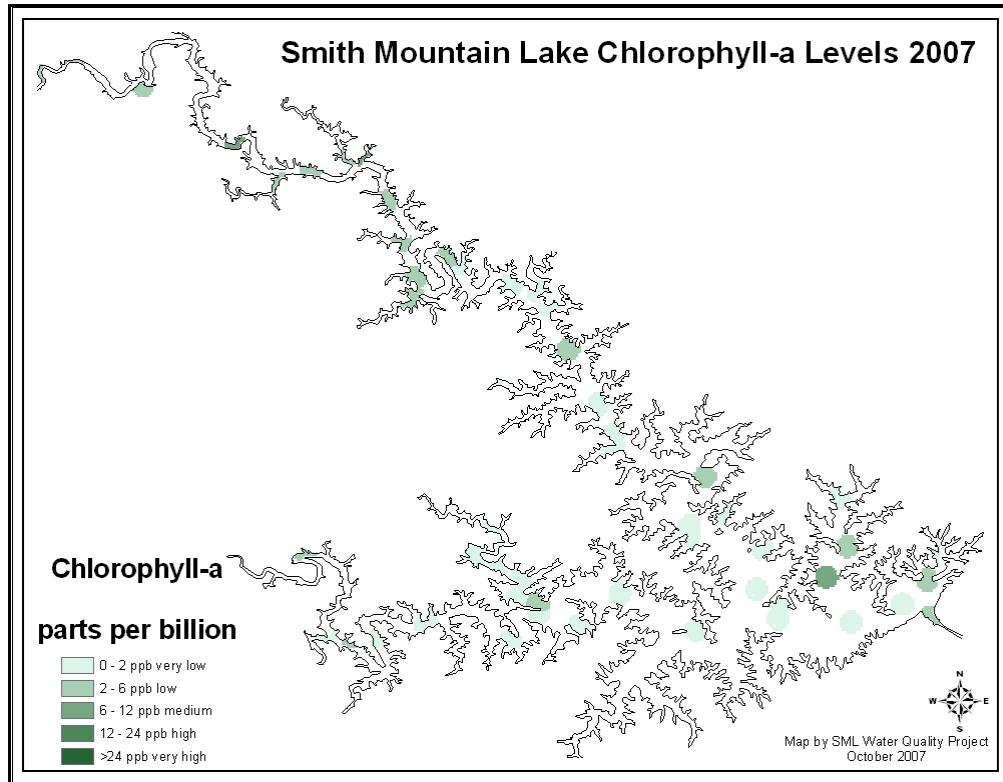 Smith Mountain Lake Chlorophyll-a Levels 2007
Chlorophyll-a
parts per billion
0 - 2 ppb very low
2 - 6 ppb low
6 - 12 ppb medium
12 - 24 ppb high
>24 ppb very high
N
W E
S
Map by SML Water Quality Project
October 2007